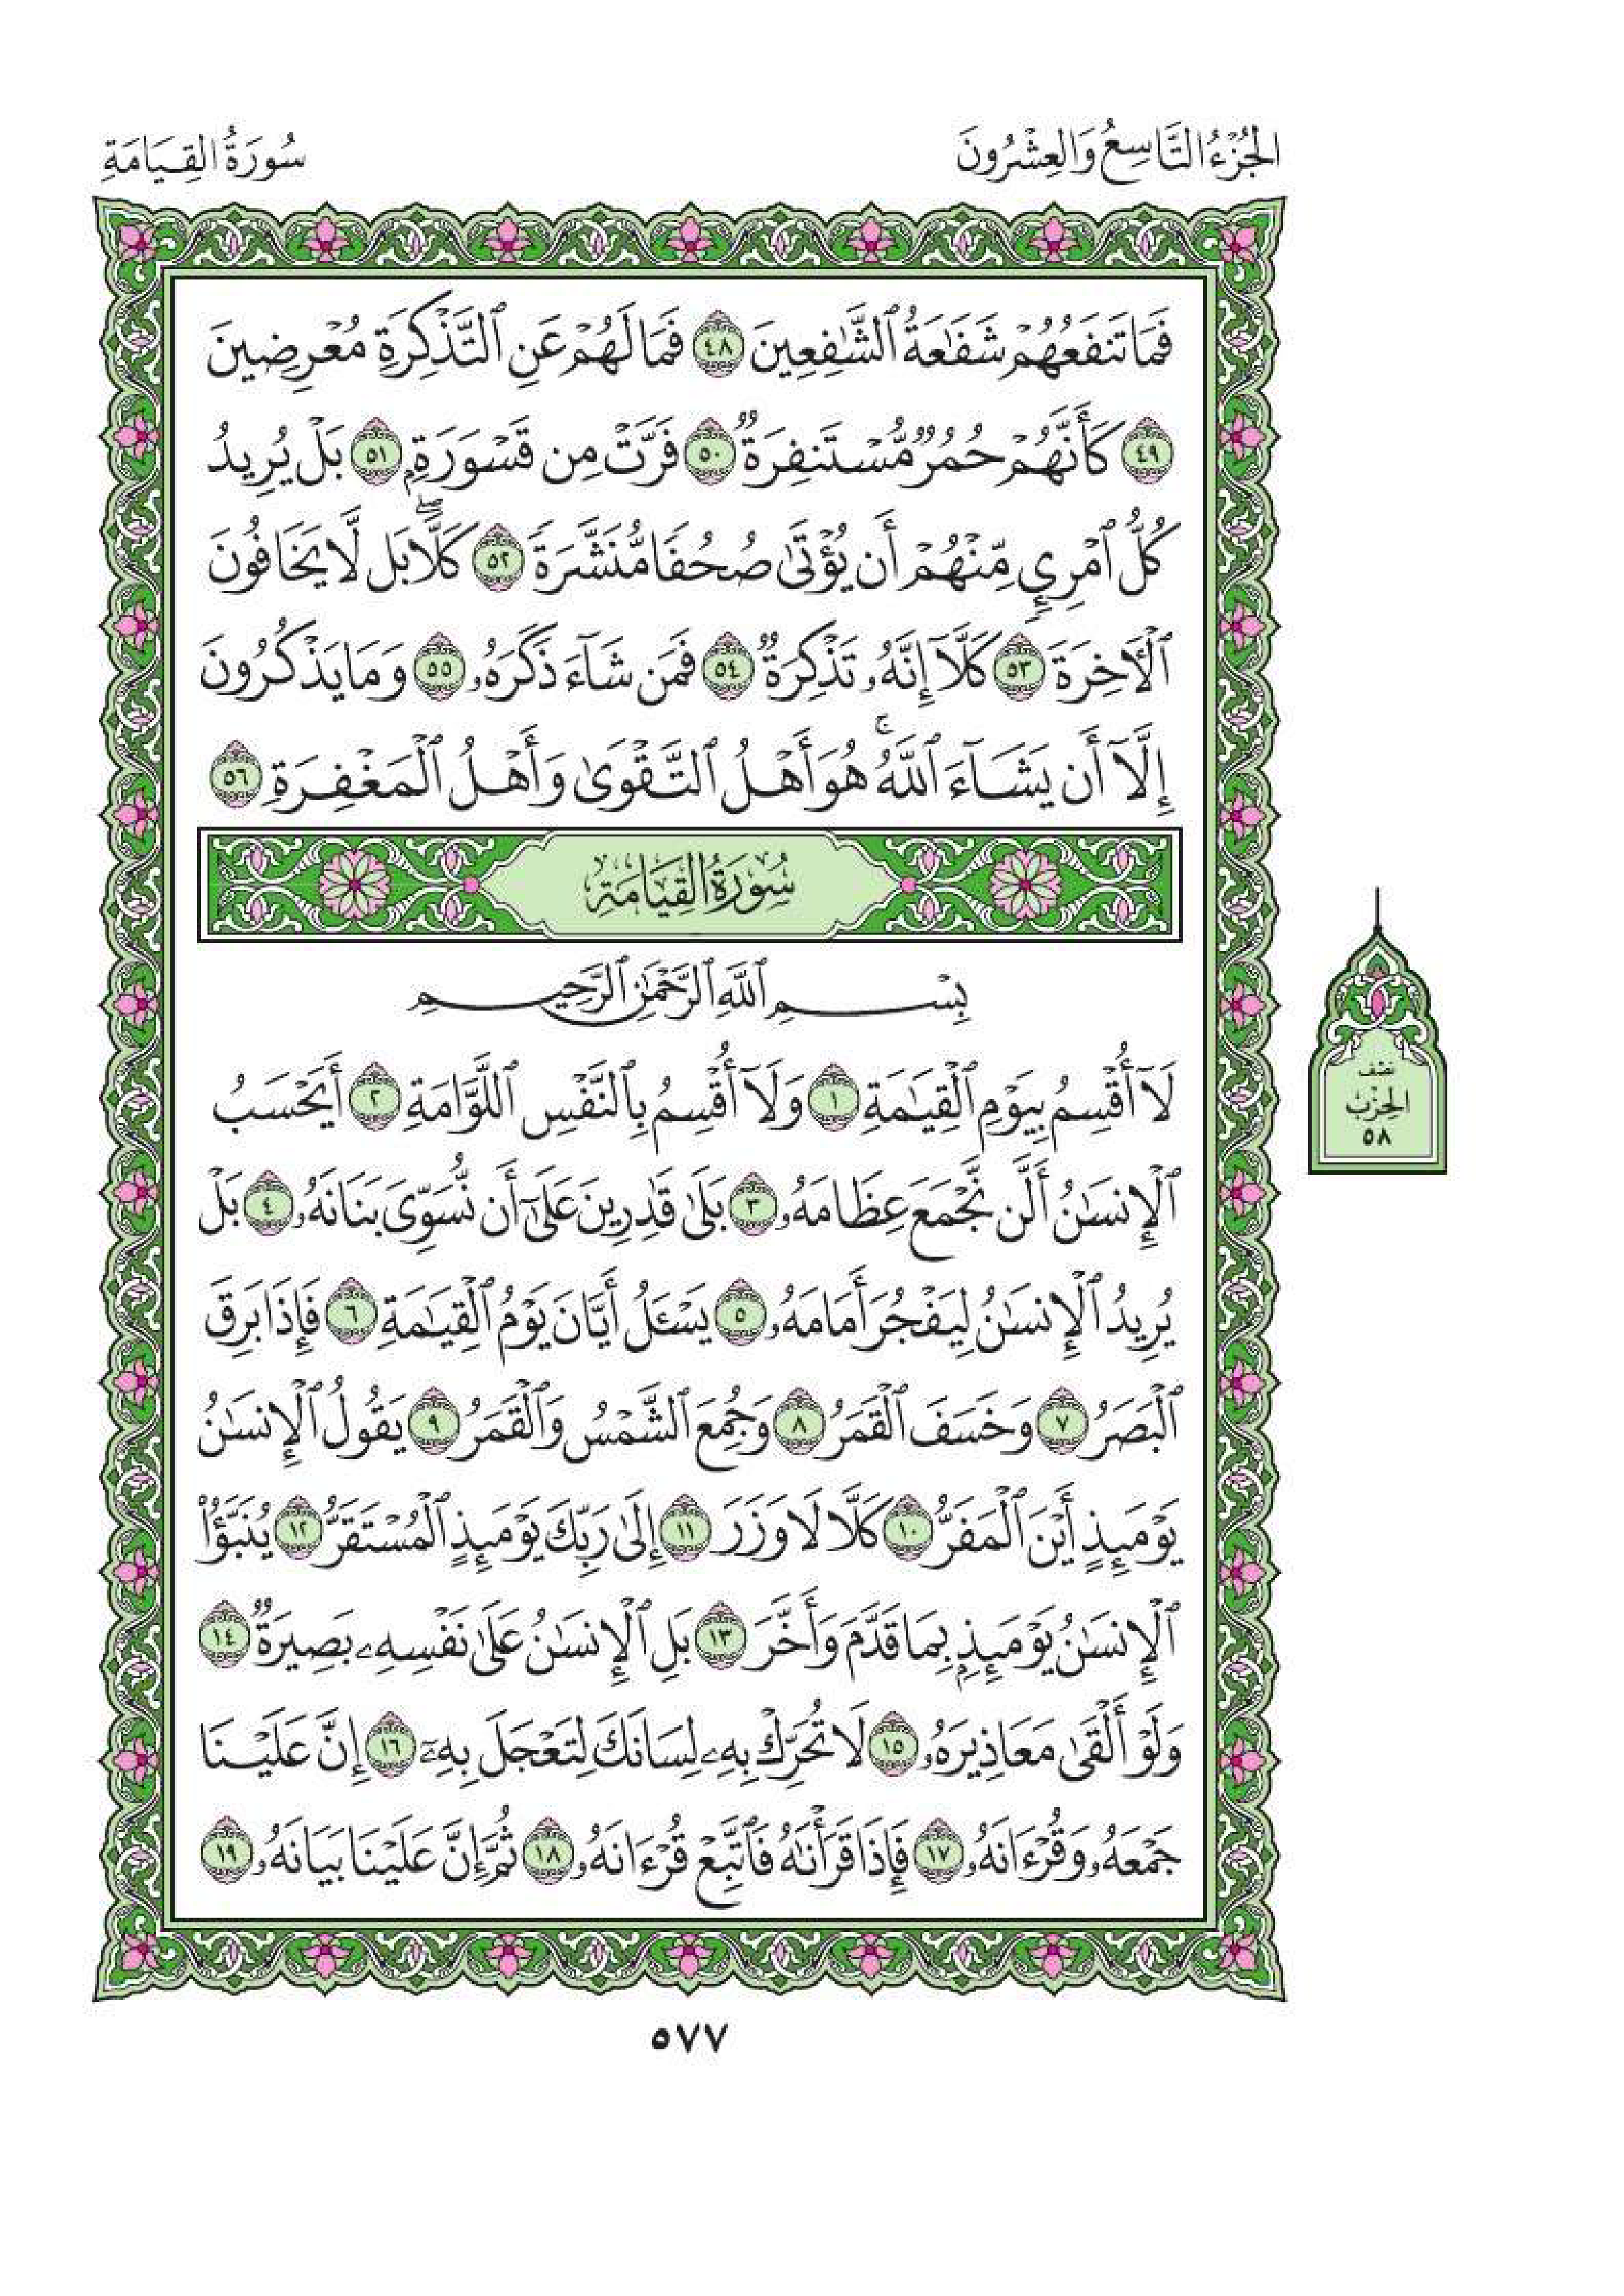 الجُزْءُ التَّاسِعُ وَالعِشْرُونَ
سُورَةُ القِيَامَةِ
فَمَا تَنفَعُهُمْ شَفَٰعَةُ ٱلشَّٰفِعِينَ ٤٨ فَمَا لَهُمْ عَنِ ٱلتَّذْكِرَةِ مُعْرِضِينَ
٤٩ كَأَنَّهُمْ حُمُرٌ مُّسْتَنفِرَةٌ ٥٠ فَرَّتْ مِن قَسْوَرَةٍۭ ٥١ بَلْ يُرِيدُ
كُلُّ ٱمْرِئٍ مِّنْهُمْ أَن يُؤْتَىٰ صُحُفًا مُّنَشَّرَةً ٥٢ كَلَّاۖ بَل لَّا يَخَافُونَ
ٱلْأٓخِرَةَ ٥٣ كَلَّآ إِنَّهُۥ تَذْكِرَةٌ ٥٤ فَمَن شَآءَ ذَكَرَهُۥ ٥٥ وَمَا يَذْكُرُونَ
إِلَّآ أَن يَشَآءَ ٱللَّهُۚ هُوَ أَهْلُ ٱلتَّقْوَىٰ وَأَهْلُ ٱلْمَغْفِرَةِ ٥٦
سُورَةُ القِيَامَةِ
بِسْمِ ٱللَّهِ ٱلرَّحْمَٰنِ ٱلرَّحِيمِ
لَآ أُقْسِمُ بِيَوْمِ ٱلْقِيَٰمَةِ ١ وَلَآ أُقْسِمُ بِٱلنَّفْسِ ٱللَّوَّامَةِ ٢ أَيَحْسَبُ
ٱلْإِنسَٰنُ أَلَّن نَّجْمَعَ عِظَامَهُۥ ٣ بَلَىٰ قَٰدِرِينَ عَلَىٰٓ أَن نُّسَوِّىَ بَنَانَهُۥ ٤ بَلْ
يُرِيدُ ٱلْإِنسَٰنُ لِيَفْجُرَ أَمَامَهُۥ ٥ يَسْـَٔلُ أَيَّانَ يَوْمُ ٱلْقِيَٰمَةِ ٦ فَإِذَا بَرِقَ
ٱلْبَصَرُ ٧ وَخَسَفَ ٱلْقَمَرُ ٨ وَجُمِعَ ٱلشَّمْسُ وَٱلْقَمَرُ ٩ يَقُولُ ٱلْإِنسَٰنُ
يَوْمَئِذٍ أَيْنَ ٱلْمَفَرُّ ١٠ كَلَّا لَا وَزَرَ ١١ إِلَىٰ رَبِّكَ يَوْمَئِذٍ ٱلْمُسْتَقَرُّ ١٢ يُنَبَّؤُا۟
ٱلْإِنسَٰنُ يَوْمَئِذٍۭ بِمَا قَدَّمَ وَأَخَّرَ ١٣ بَلِ ٱلْإِنسَٰنُ عَلَىٰ نَفْسِهِۦ بَصِيرَةٌ ١٤
وَلَوْ أَلْقَىٰ مَعَاذِيرَهُۥ ١٥ لَا تُحَرِّكْ بِهِۦ لِسَانَكَ لِتَعْجَلَ بِهِۦٓ ١٦ إِنَّ عَلَيْنَا
جَمْعَهُۥ وَقُرْءَانَهُۥ ١٧ فَإِذَا قَرَأْنَٰهُ فَٱتَّبِعْ قُرْءَانَهُۥ ١٨ ثُمَّ إِنَّ عَلَيْنَا بَيَانَهُۥ ١٩
نصف
الحِزْب
٥٨
٥٧٧